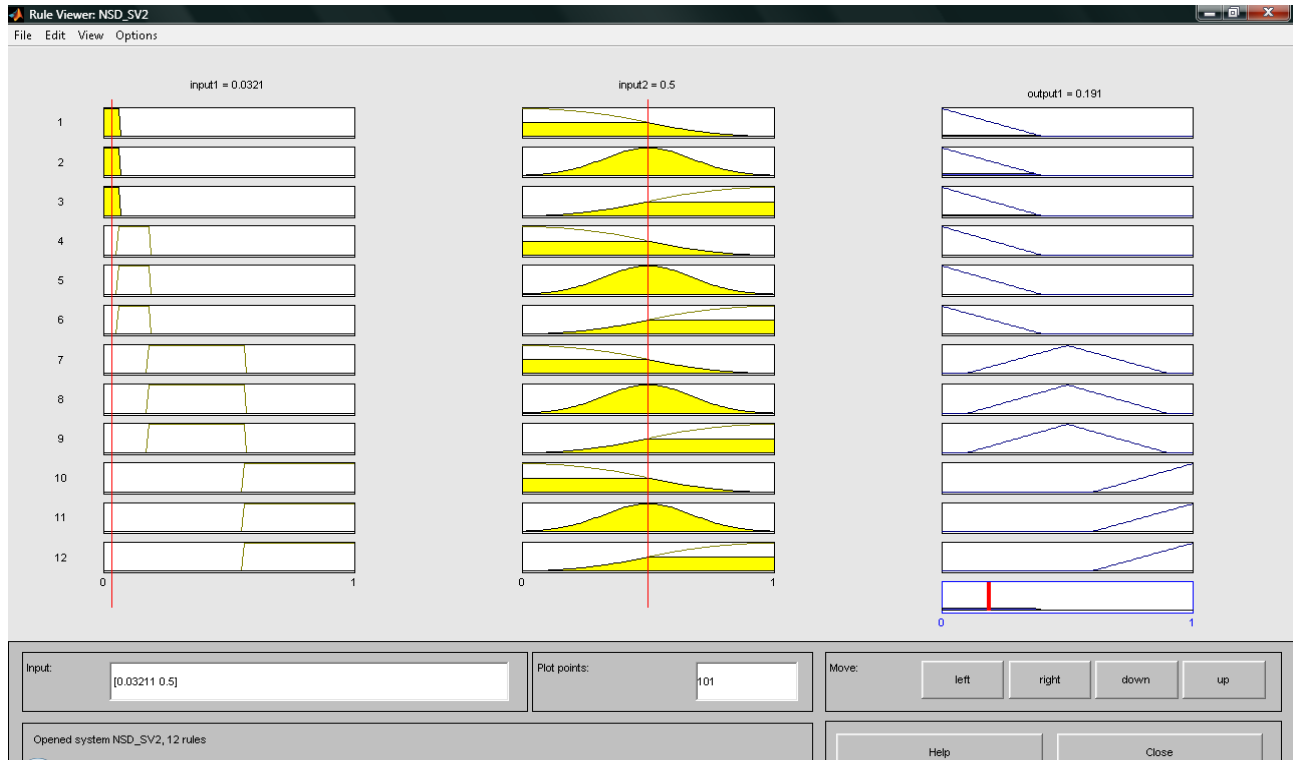 Rule Viewer: NSD_SV2
File Edit View Options
input1 = 0.0321
input2 = 0.5
output1 = 0.191
1
2
3
4
5
6
7
8
9
10
11
12
0 1
0 1
0 1
Input:
[0.03211 0.5]
Plot points:
101
Move:
left right down up
Opened system NSD_SV2, 12 rules
Help Close